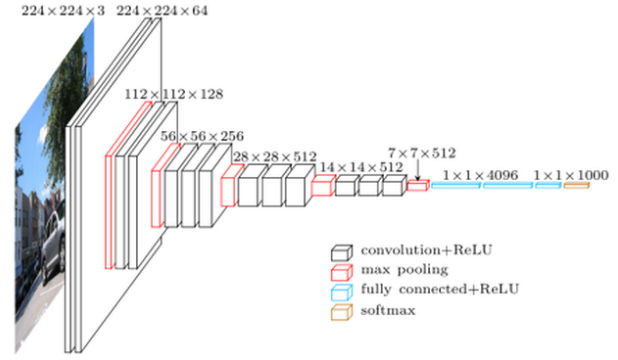 224×224×3
224×224×64
112×112×128
56×56×256
28×28×512
14×14×512
7×7×512
1×1×4096
1×1×1000
convolution+ReLU
max pooling
fully connected+ReLU
softmax